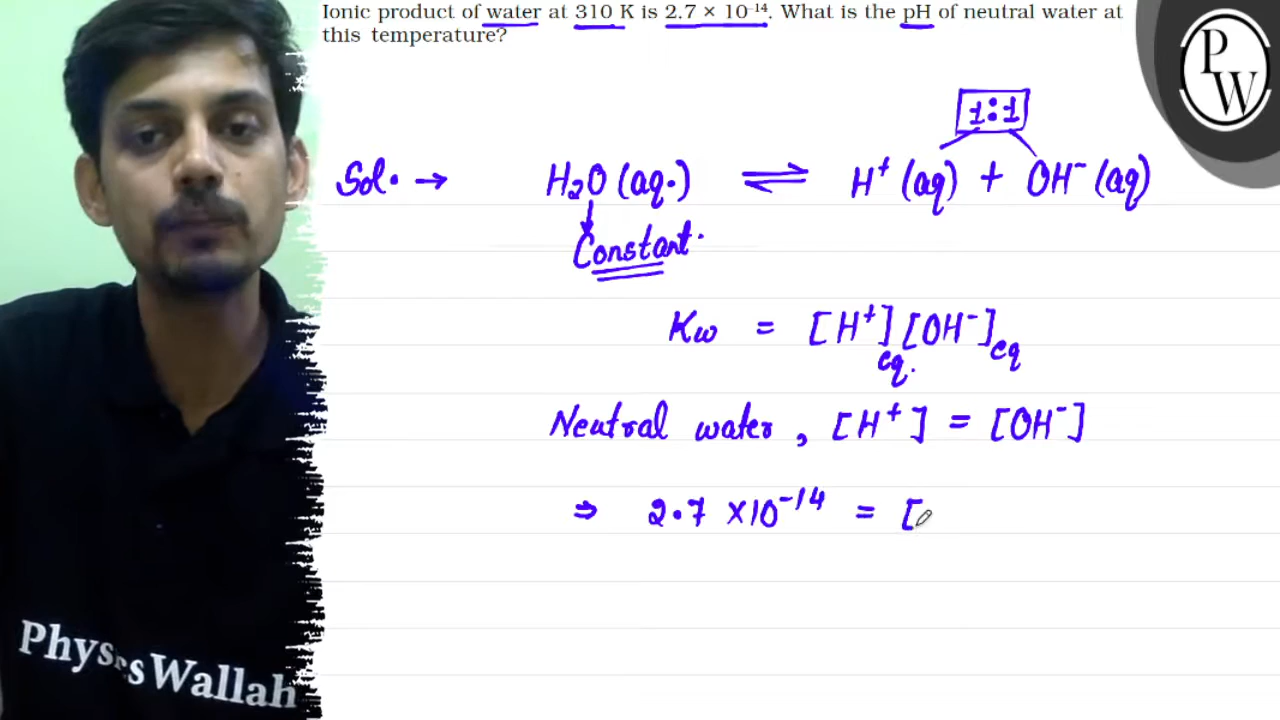 Ionic product of water at 310 K is 2.7 × 10⁻¹⁴. What is the pH of neutral water at
this temperature?
PW
1:1
Sol. → H₂O (aq.) ⇌ H⁺ (aq) + OH⁻ (aq)
Constant.
Kw = [H⁺]eq. [OH⁻]eq
Neutral water, [H⁺] = [OH⁻]
⇒ 2.7 ×10⁻¹⁴ = [
PhysicsWallah